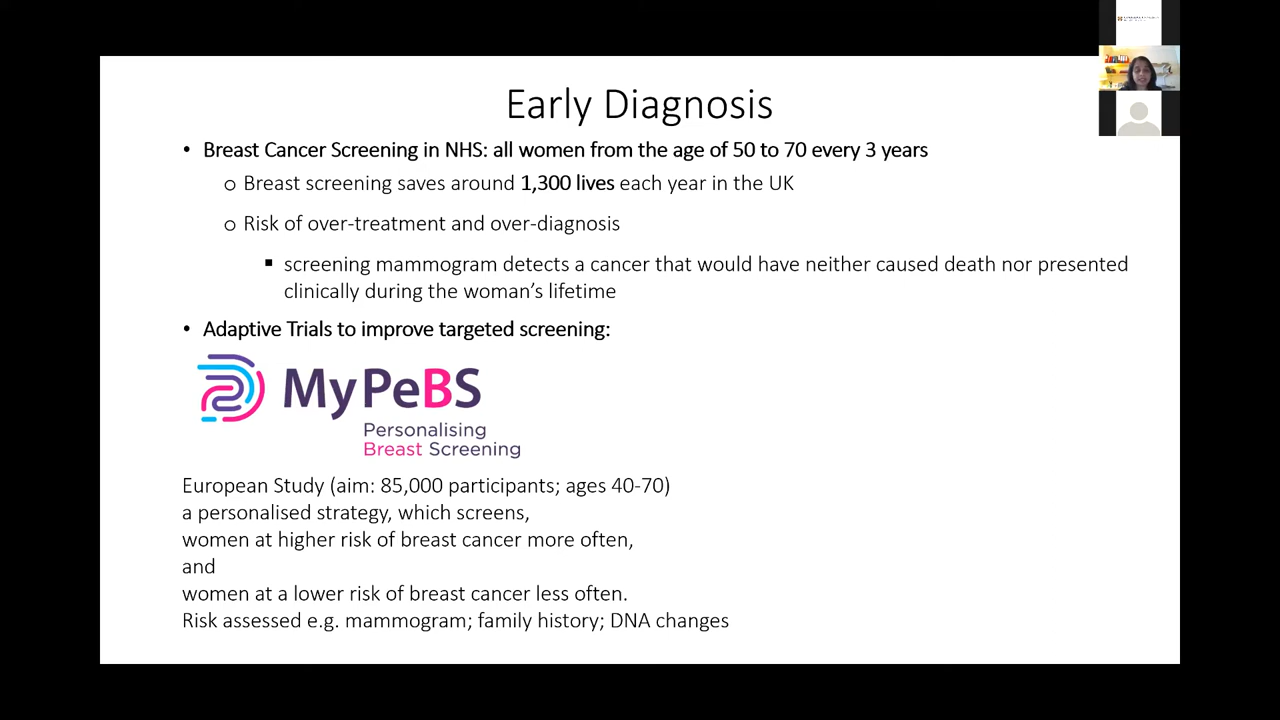 Early Diagnosis
• Breast Cancer Screening in NHS: all women from the age of 50 to 70 every 3 years
o Breast screening saves around 1,300 lives each year in the UK
o Risk of over-treatment and over-diagnosis
▪ screening mammogram detects a cancer that would have neither caused death nor presented
clinically during the woman's lifetime
• Adaptive Trials to improve targeted screening:
MyPeBS
Personalising
Breast Screening
European Study (aim: 85,000 participants; ages 40-70)
a personalised strategy, which screens,
women at higher risk of breast cancer more often,
and
women at a lower risk of breast cancer less often.
Risk assessed e.g. mammogram; family history; DNA changes